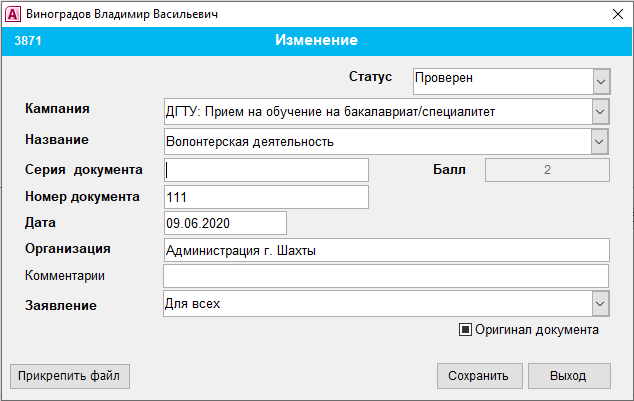 Виноградов Владимир Васильевич
3871 Изменение
Статус Проверен
Кампания ДГТУ: Прием на обучение на бакалавриат/специалитет
Название Волонтерская деятельность
Серия документа Балл 2
Номер документа 111
Дата 09.06.2020
Организация Администрация г. Шахты
Комментарии
Заявление Для всех
Оригинал документа
Прикрепить файл Сохранить Выход